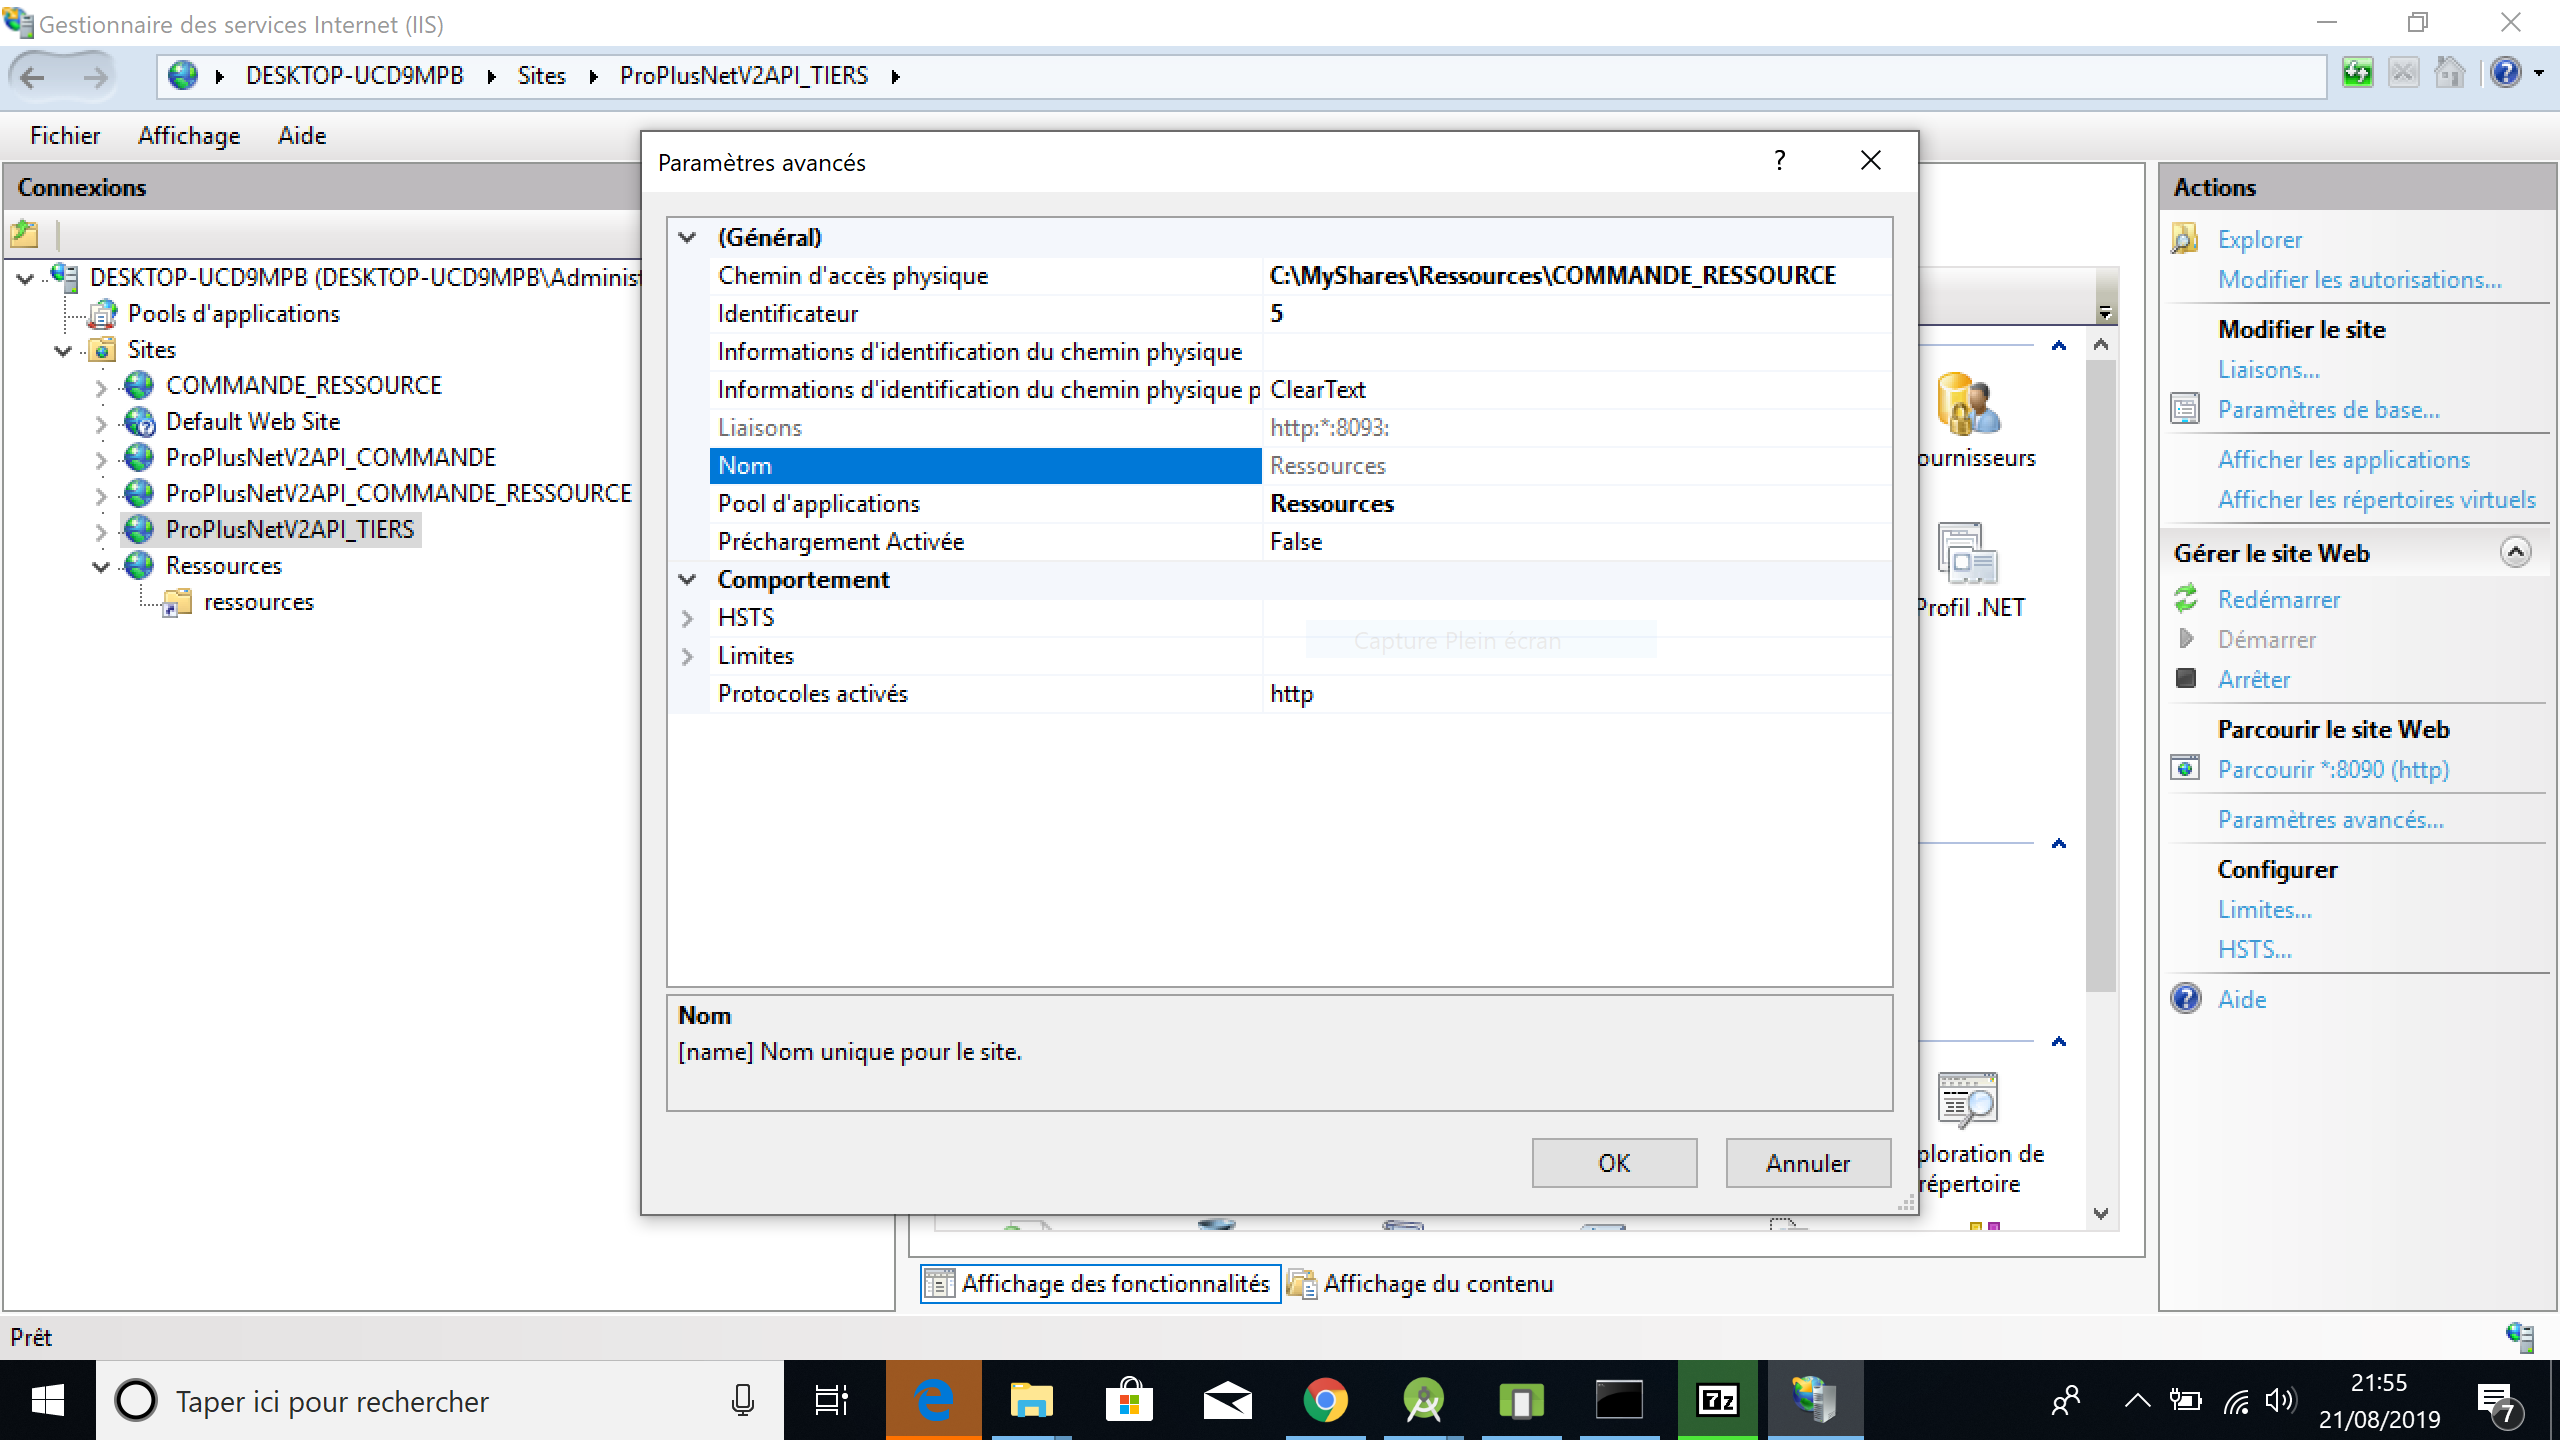 Gestionnaire des services Internet (IIS)
DESKTOP-UCD9MPB
Sites
ProPlusNetV2API_TIERS
Fichier
Affichage
Aide
Connexions
DESKTOP-UCD9MPB (DESKTOP-UCD9MPB\Administ
Pools d'applications
Sites
COMMANDE_RESSOURCE
Default Web Site
ProPlusNetV2API_COMMANDE
ProPlusNetV2API_COMMANDE_RESSOURCE
ProPlusNetV2API_TIERS
Ressources
ressources
Paramètres avancés
?
(Général)
Chemin d'accès physique C:\MyShares\Ressources\COMMANDE_RESSOURCE
Identificateur 5
Informations d'identification du chemin physique
Informations d'identification du chemin physique p ClearText
Liaisons http:*:8093:
Nom Ressources
Pool d'applications Ressources
Préchargement Activée False
Comportement
HSTS
Capture Plein écran
Limites
Protocoles activés http
Nom
[name] Nom unique pour le site.
OK
Annuler
ournisseurs
Profil .NET
ploration de
répertoire
Affichage des fonctionnalités
Affichage du contenu
Actions
Explorer
Modifier les autorisations...
Modifier le site
Liaisons...
Paramètres de base...
Afficher les applications
Afficher les répertoires virtuels
Gérer le site Web
Redémarrer
Démarrer
Arrêter
Parcourir le site Web
Parcourir *:8090 (http)
Paramètres avancés...
Configurer
Limites...
HSTS...
Aide
Prêt
Taper ici pour rechercher
7z
21:55
21/08/2019
7